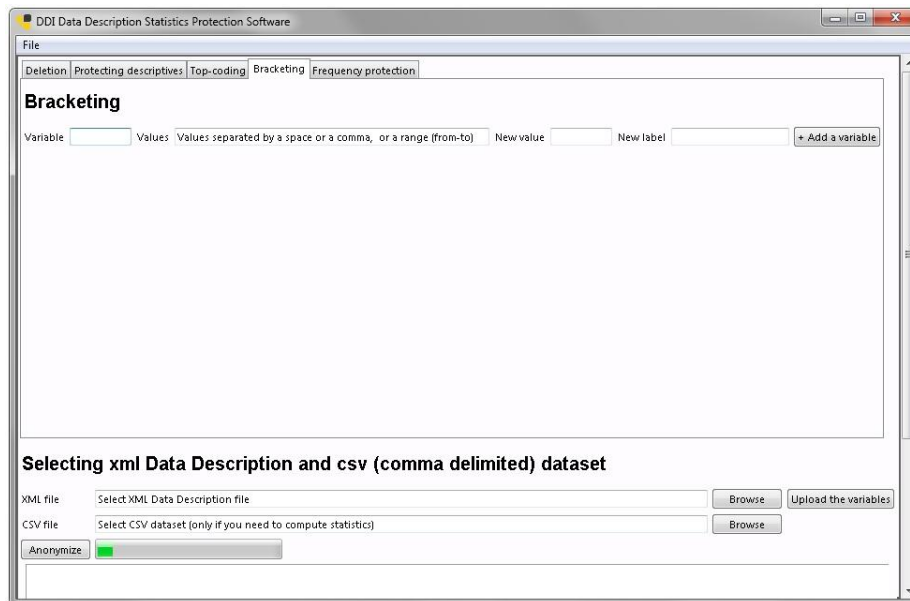 DDI Data Description Statistics Protection Software
File
Deletion Protecting descriptives Top-coding Bracketing Frequency protection
Bracketing
Variable Values Values separated by a space or a comma, or a range (from-to) New value New label + Add a variable
Selecting xml Data Description and csv (comma delimited) dataset
XML file Select XML Data Description file Browse Upload the variables
CSV file Select CSV dataset (only if you need to compute statistics) Browse
Anonymize